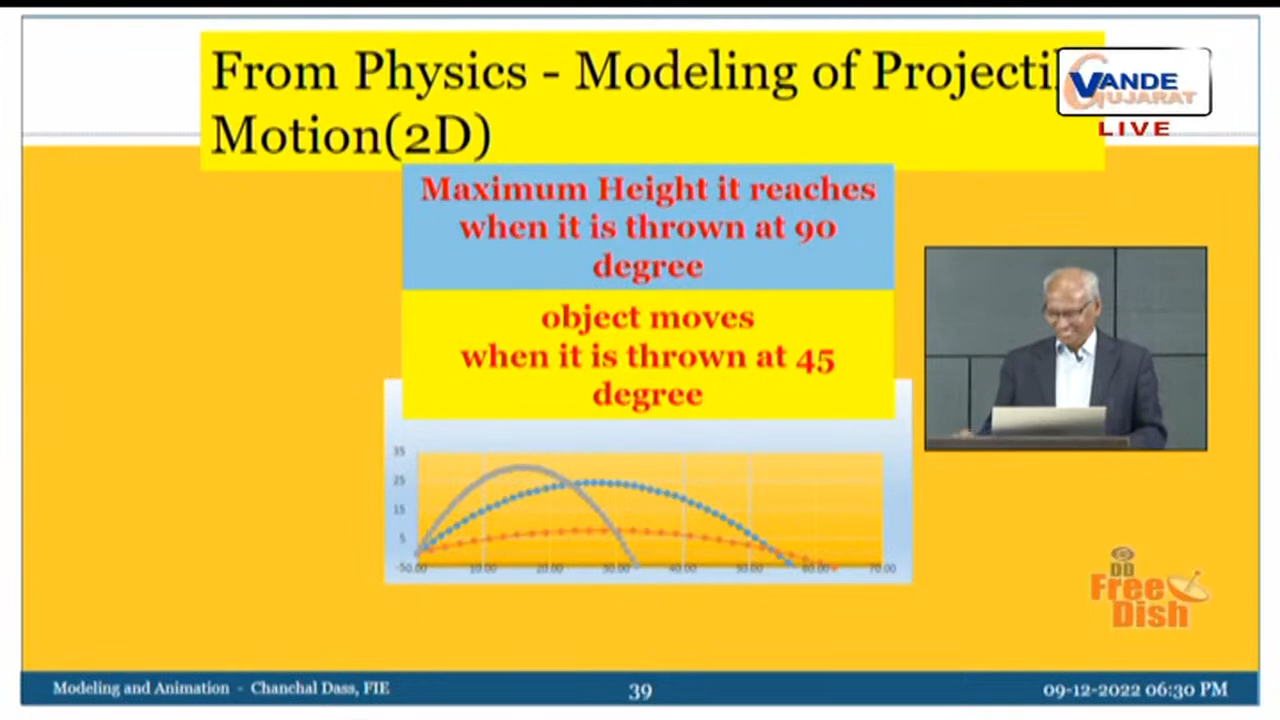 From Physics - Modeling of
Motion(2D)
VANDE
GUJARAT
LIVE
Maximum Height it reaches
when it is thrown at 90
degree
object moves
when it is thrown at 45
degree
35
25
15
5
-50.00 10.00 20.00 30.00 40.00 50.00 60.00 70.00
DD
Free
Dish
Modeling and Animation - Chanchal Dass, FIE
39
09-12-2022 06:30 PM